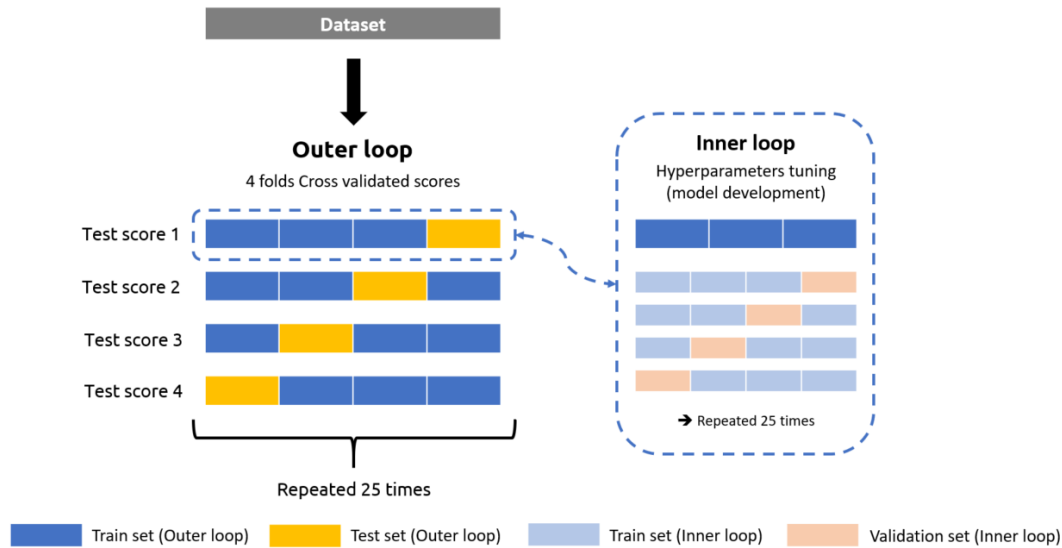 Dataset
Outer loop
4 folds Cross validated scores
Test score 1
Test score 2
Test score 3
Test score 4
Repeated 25 times
Inner loop
Hyperparameters tuning
(model development)
➔ Repeated 25 times
Train set (Outer loop)
Test set (Outer loop)
Train set (Inner loop)
Validation set (Inner loop)